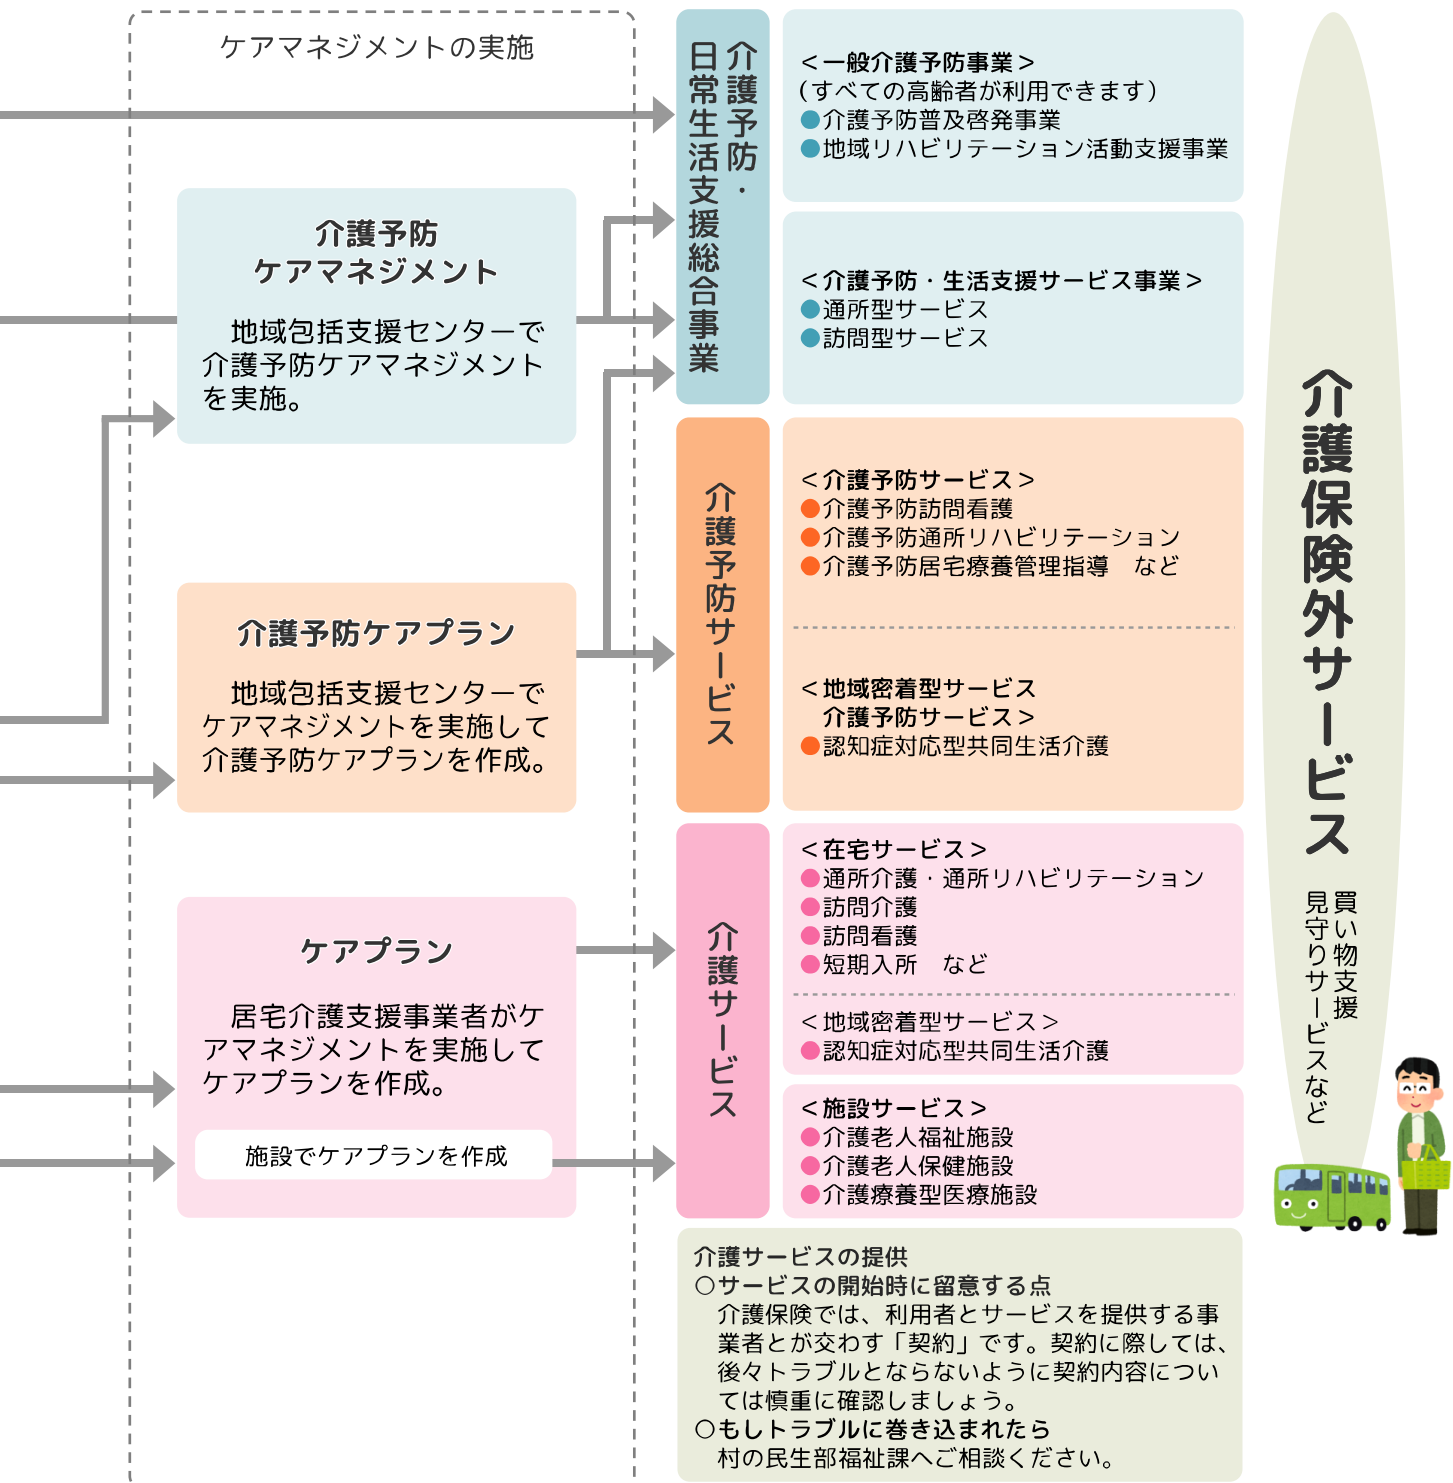 ケアマネジメントの実施
介護予防
ケアマネジメント
地域包括支援センターで
介護予防ケアマネジメント
を実施。
介護予防ケアプラン
地域包括支援センターで
ケアマネジメントを実施して
介護予防ケアプランを作成。
ケアプラン
居宅介護支援事業者がケ
アマネジメントを実施して
ケアプランを作成。
施設でケアプランを作成
介護予防・
日常生活支援総合事業
＜一般介護予防事業＞
（すべての高齢者が利用できます）
●介護予防普及啓発事業
●地域リハビリテーション活動支援事業
＜介護予防・生活支援サービス事業＞
●通所型サービス
●訪問型サービス
介護予防サービス
＜介護予防サービス＞
●介護予防訪問看護
●介護予防通所リハビリテーション
●介護予防居宅療養管理指導　など
＜地域密着型サービス
介護予防サービス＞
●認知症対応型共同生活介護
介護サービス
＜在宅サービス＞
●通所介護・通所リハビリテーション
●訪問介護
●訪問看護
●短期入所　など
＜地域密着型サービス＞
●認知症対応型共同生活介護
＜施設サービス＞
●介護老人福祉施設
●介護老人保健施設
●介護療養型医療施設
介護サービスの提供
○サービスの開始時に留意する点
介護保険では、利用者とサービスを提供する事
業者とが交わす「契約」です。契約に際しては、
後々トラブルとならないように契約内容につい
ては慎重に確認しましょう。
○もしトラブルに巻き込まれたら
村の民生部福祉課へご相談ください。
介護保険外サービス
買い物支援
見守りサービスなど